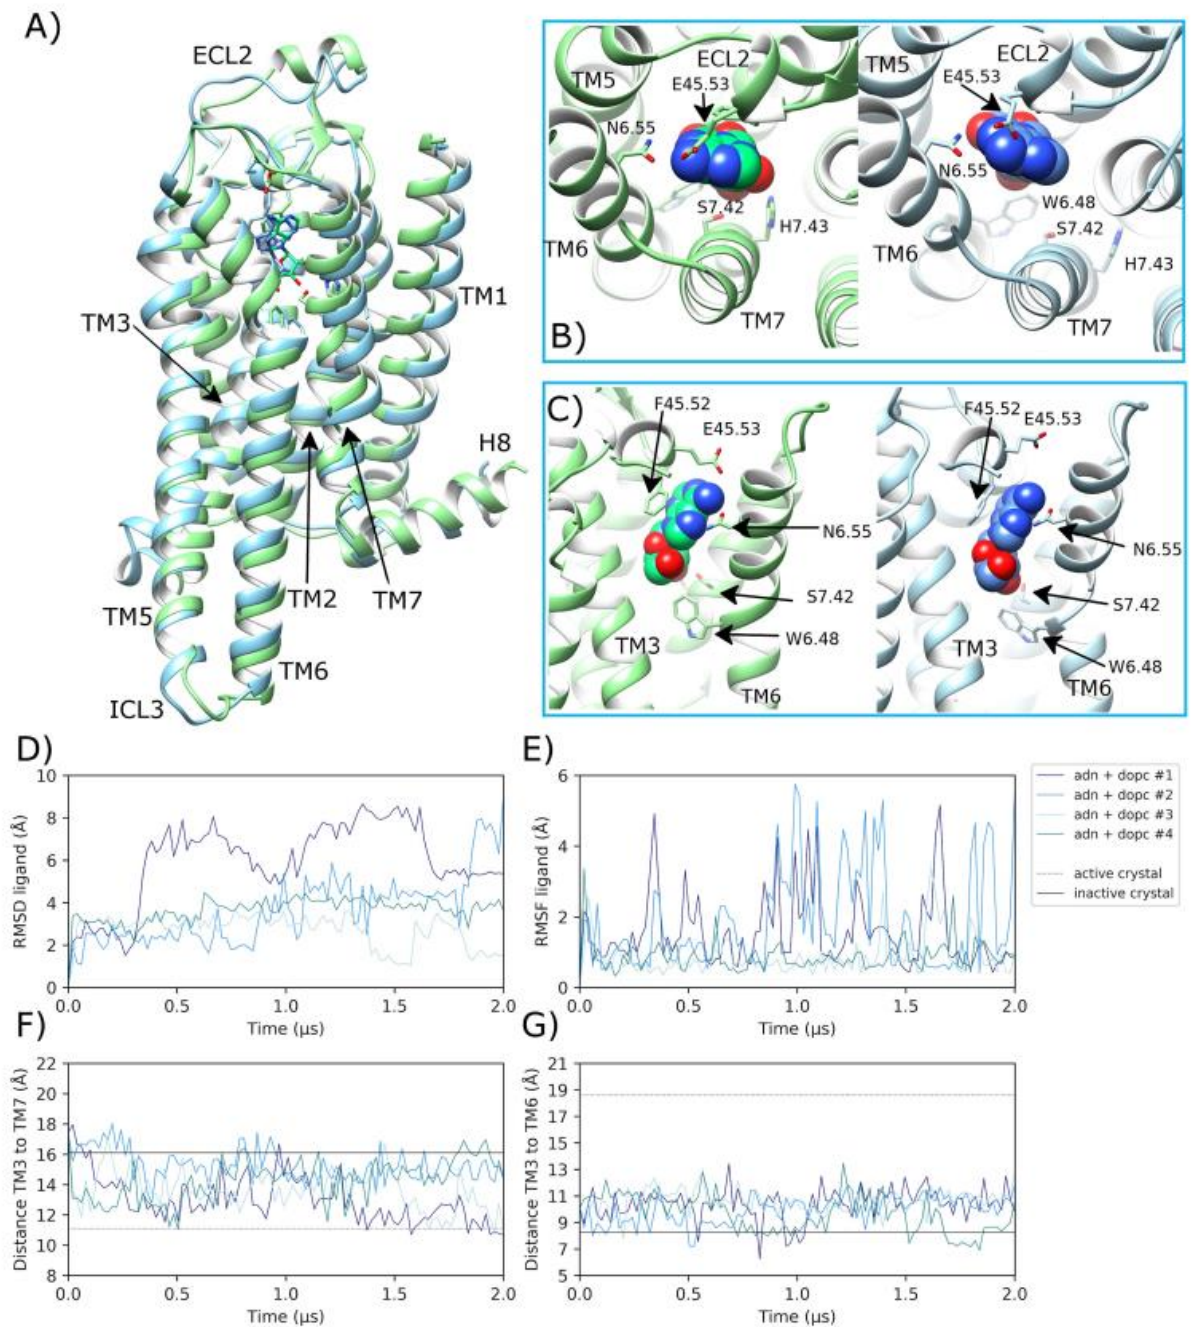 A)
ECL2
TM3
TM1
H8
TM5
TM2
TM7
TM6
ICL3
B)
TM5
ECL2
E45.53
N6.55
S7.42
H7.43
TM6
TM7
TM5
ECL2
E45.53
N6.55
W6.48
S7.42
H7.43
TM6
TM7
C)
F45.52
E45.53
N6.55
S7.42
W6.48
TM3
TM6
F45.52
E45.53
N6.55
S7.42
W6.48
TM3
TM6
D)
RMSD ligand (Å)
10
8
6
4
2
0
0.0 0.5 1.0 1.5 2.0
Time (μs)
E)
RMSF ligand (Å)
6
4
2
0
0.0 0.5 1.0 1.5 2.0
Time (μs)
adn + dopc #1
adn + dopc #2
adn + dopc #3
adn + dopc #4
active crystal
inactive crystal
F)
Distance TM3 to TM7 (Å)
22
20
18
16
14
12
10
8
0.0 0.5 1.0 1.5 2.0
Time (μs)
G)
Distance TM3 to TM6 (Å)
21
19
17
15
13
11
9
7
5
0.0 0.5 1.0 1.5 2.0
Time (μs)